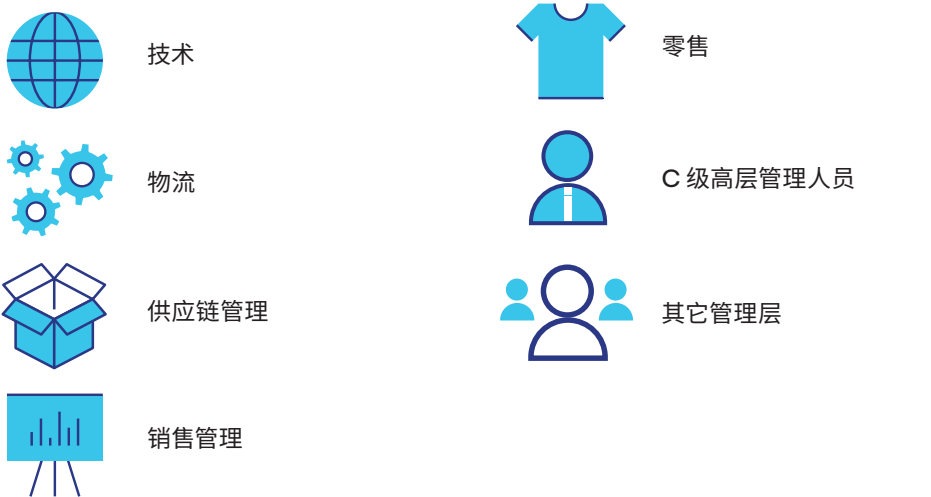 技术
物流
供应链管理
销售管理
零售
C 级高层管理人员
其它管理层